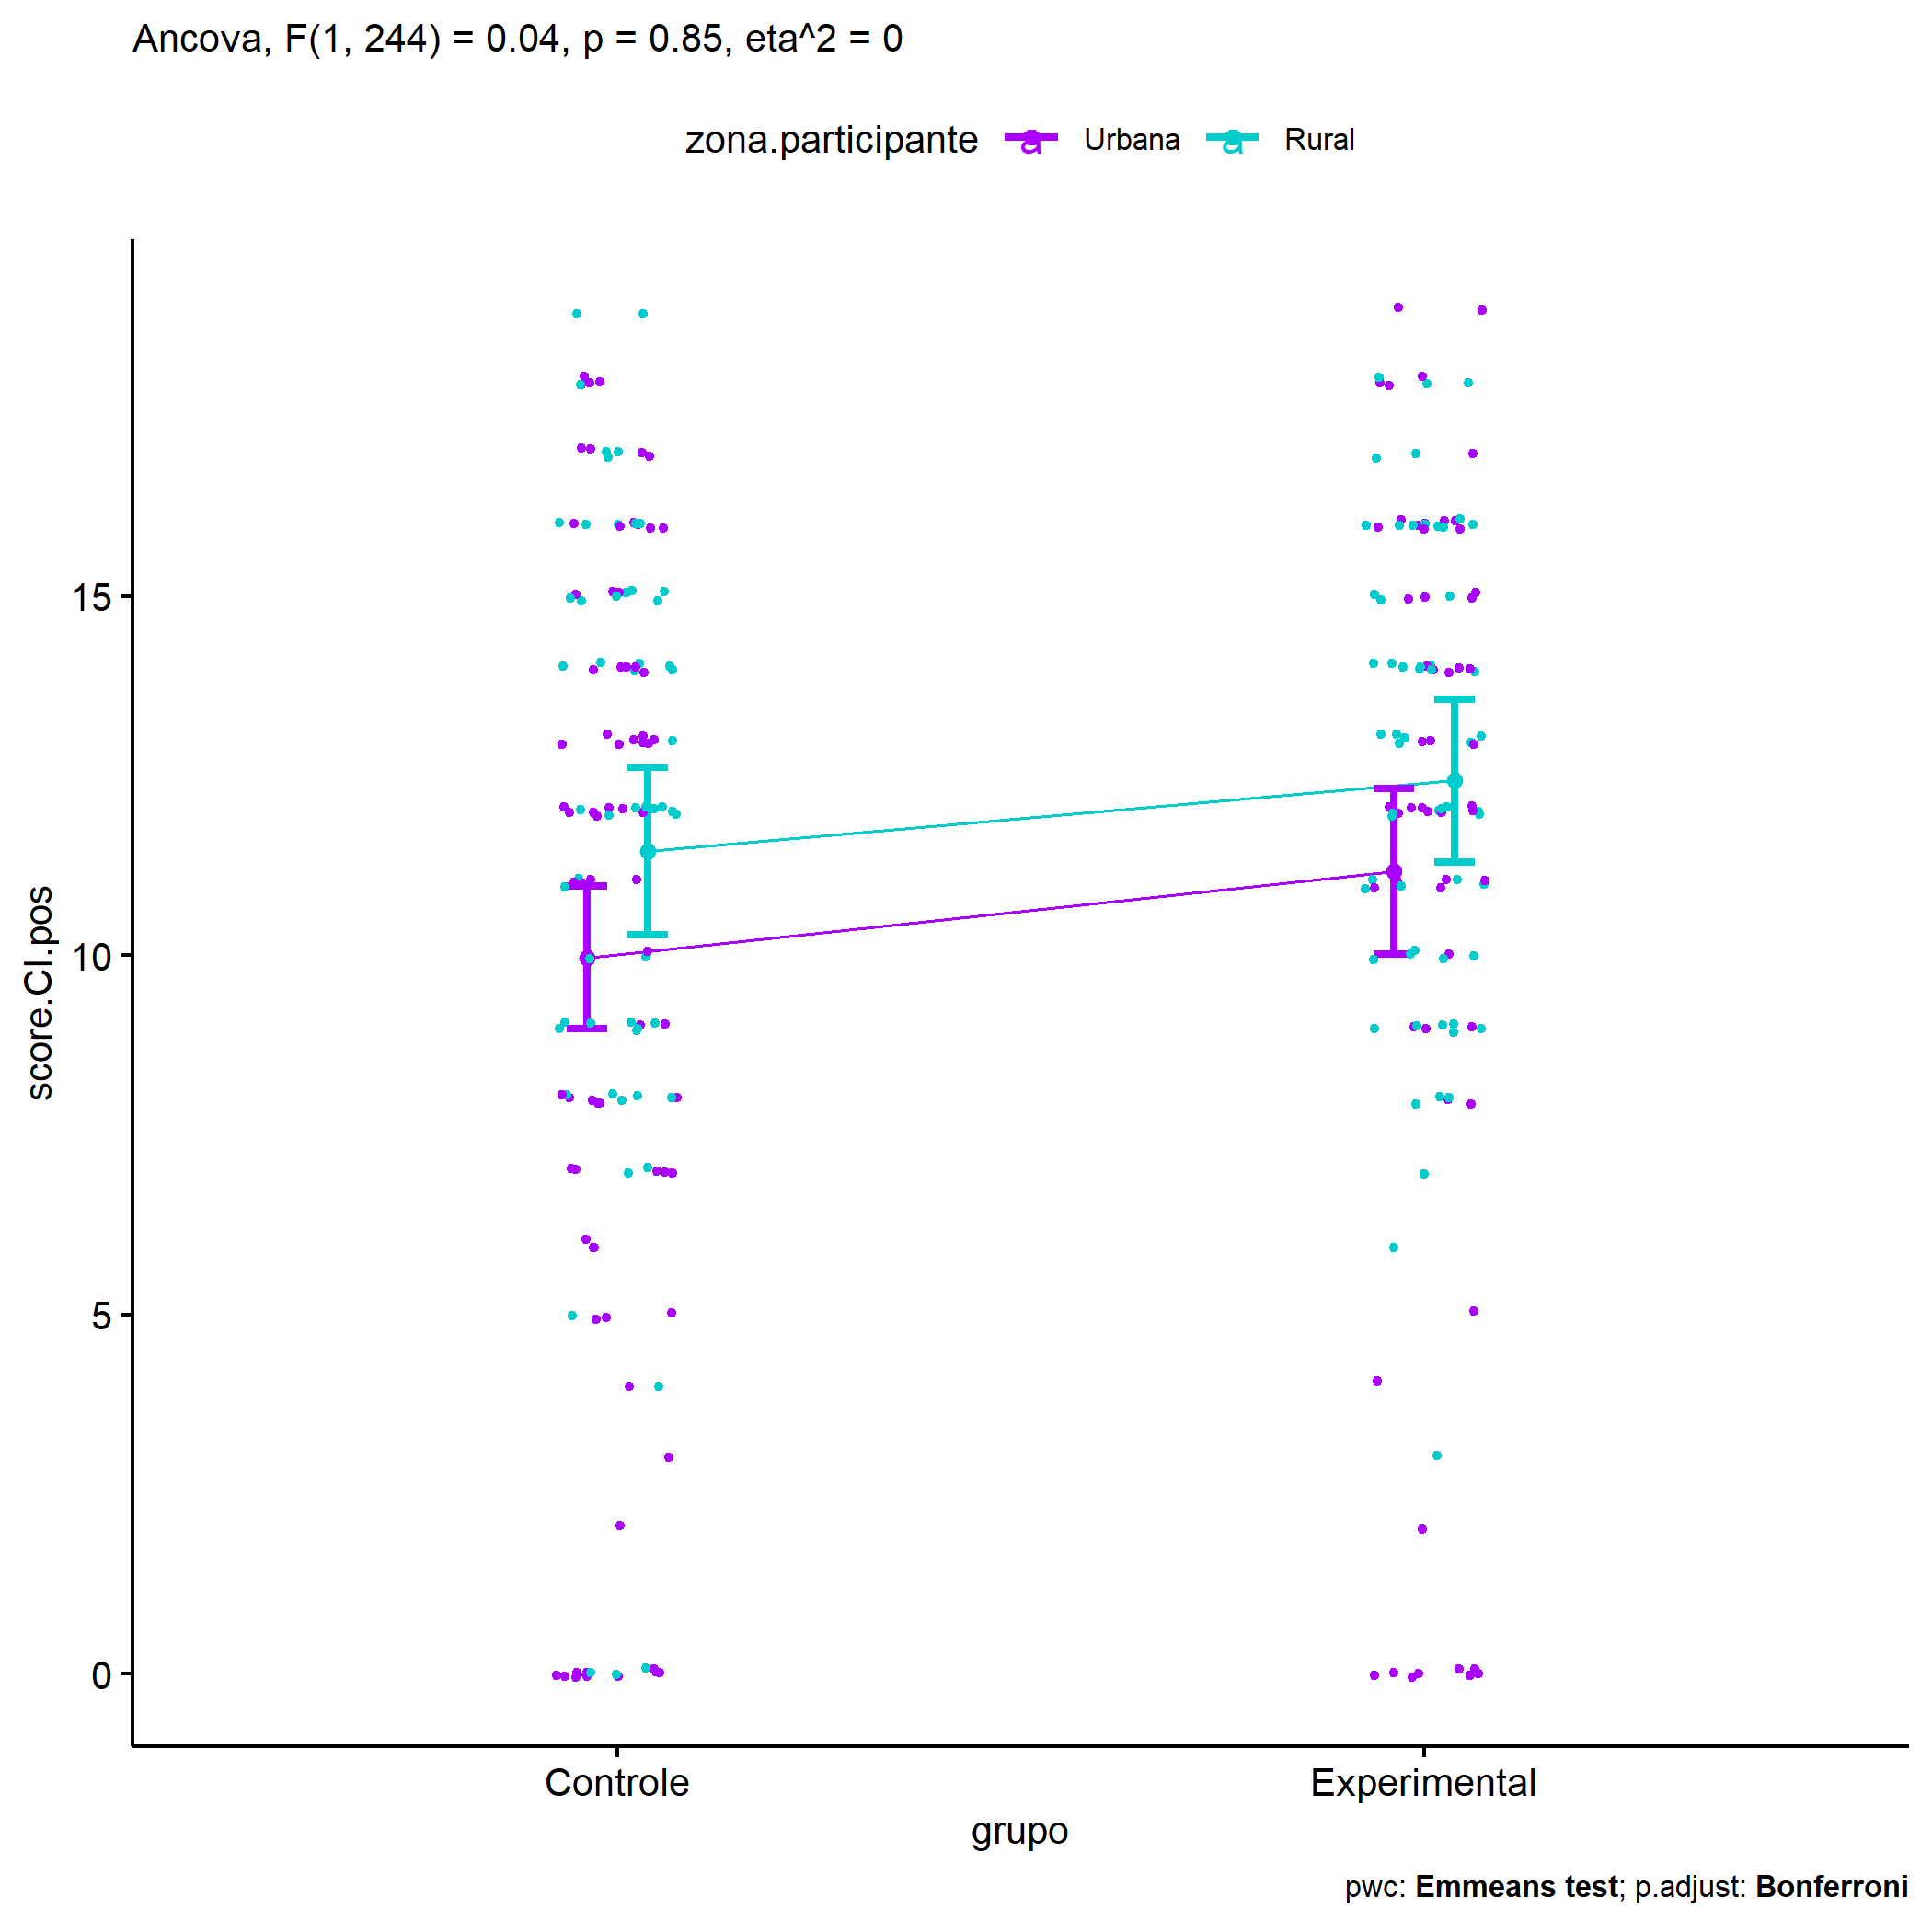 Ancova, F(1, 244) = 0.04, p = 0.85, eta^2 = 0
zona.participante a Urbana a Rural
score.CI.pos
15
10
5
0
Controle Experimental
grupo
pwc: Emmeans test; p.adjust: Bonferroni